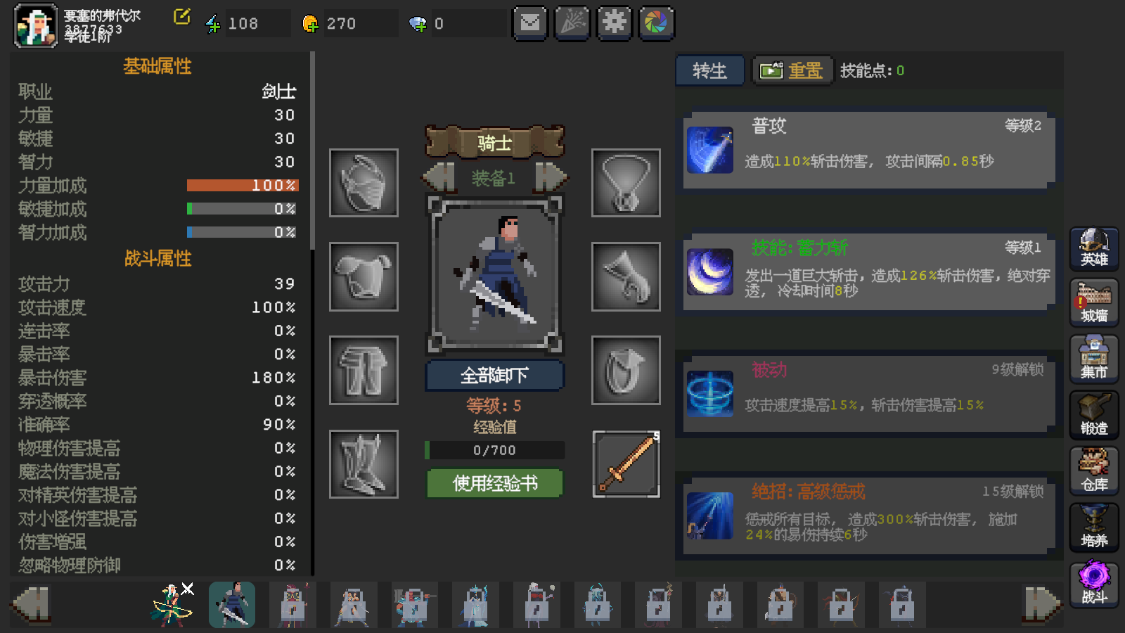 要塞的弗代尔
2877633
学徒1阶
108
270
0
基础属性
职业 剑士
力量 30
敏捷 30
智力 30
力量加成 100%
敏捷加成 0%
智力加成 0%
战斗属性
攻击力 39
攻击速度 100%
连击率 0%
暴击率 0%
暴击伤害 180%
穿透概率 0%
准确率 90%
物理伤害提高 0%
魔法伤害提高 0%
对精英伤害提高 0%
对小怪伤害提高 0%
伤害增强 0%
忽略物理防御 0%
骑士
装备1
全部卸下
等级: 5
经验值
0/700
使用经验书
5
转生
AD
重置
技能点:0
普攻
等级2
造成110%斩击伤害, 攻击间隔0.85秒
技能: 蓄力斩
等级1
发出一道巨大斩击, 造成126%斩击伤害, 绝对穿
透, 冷却时间8秒
被动
9级解锁
攻击速度提高15%, 斩击伤害提高15%
绝招: 高级惩戒
15级解锁
惩戒所有目标, 造成300%斩击伤害, 施加
24%的易伤持续6秒
英雄
城墙
集市
锻造
仓库
培养
战斗